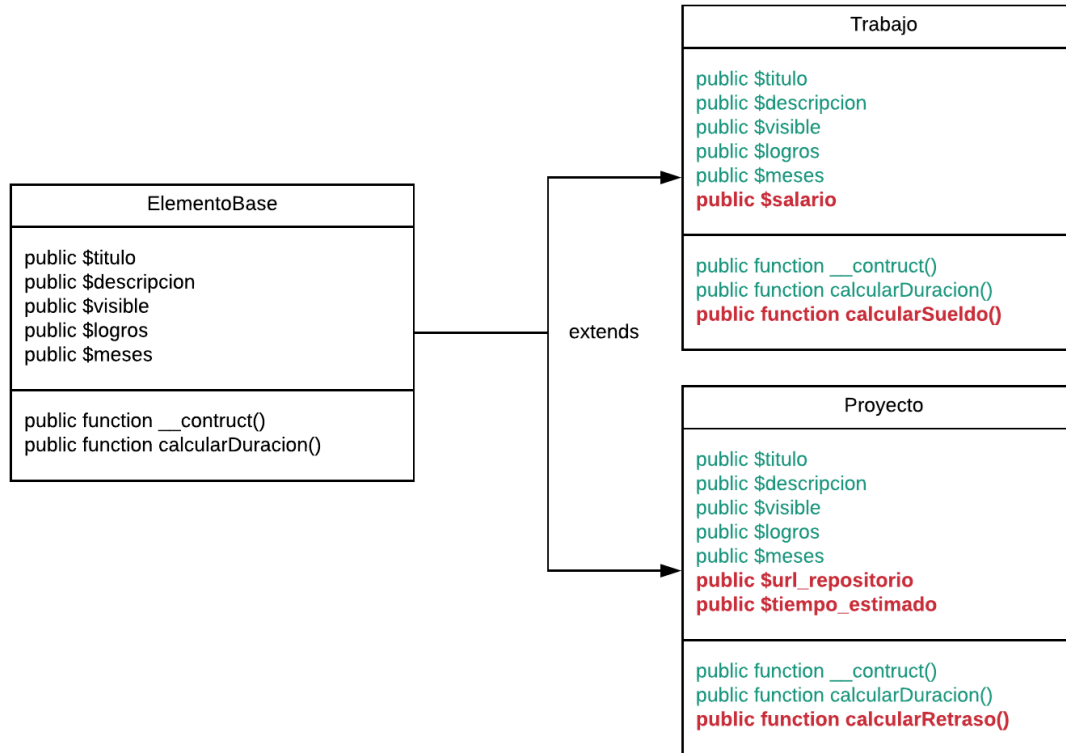 ElementoBase
public $titulo
public $descripcion
public $visible
public $logros
public $meses
public function __contruct()
public function calcularDuracion()
extends
Trabajo
public $titulo
public $descripcion
public $visible
public $logros
public $meses
public $salario
public function __contruct()
public function calcularDuracion()
public function calcularSueldo()
Proyecto
public $titulo
public $descripcion
public $visible
public $logros
public $meses
public $url_repositorio
public $tiempo_estimado
public function __contruct()
public function calcularDuracion()
public function calcularRetraso()